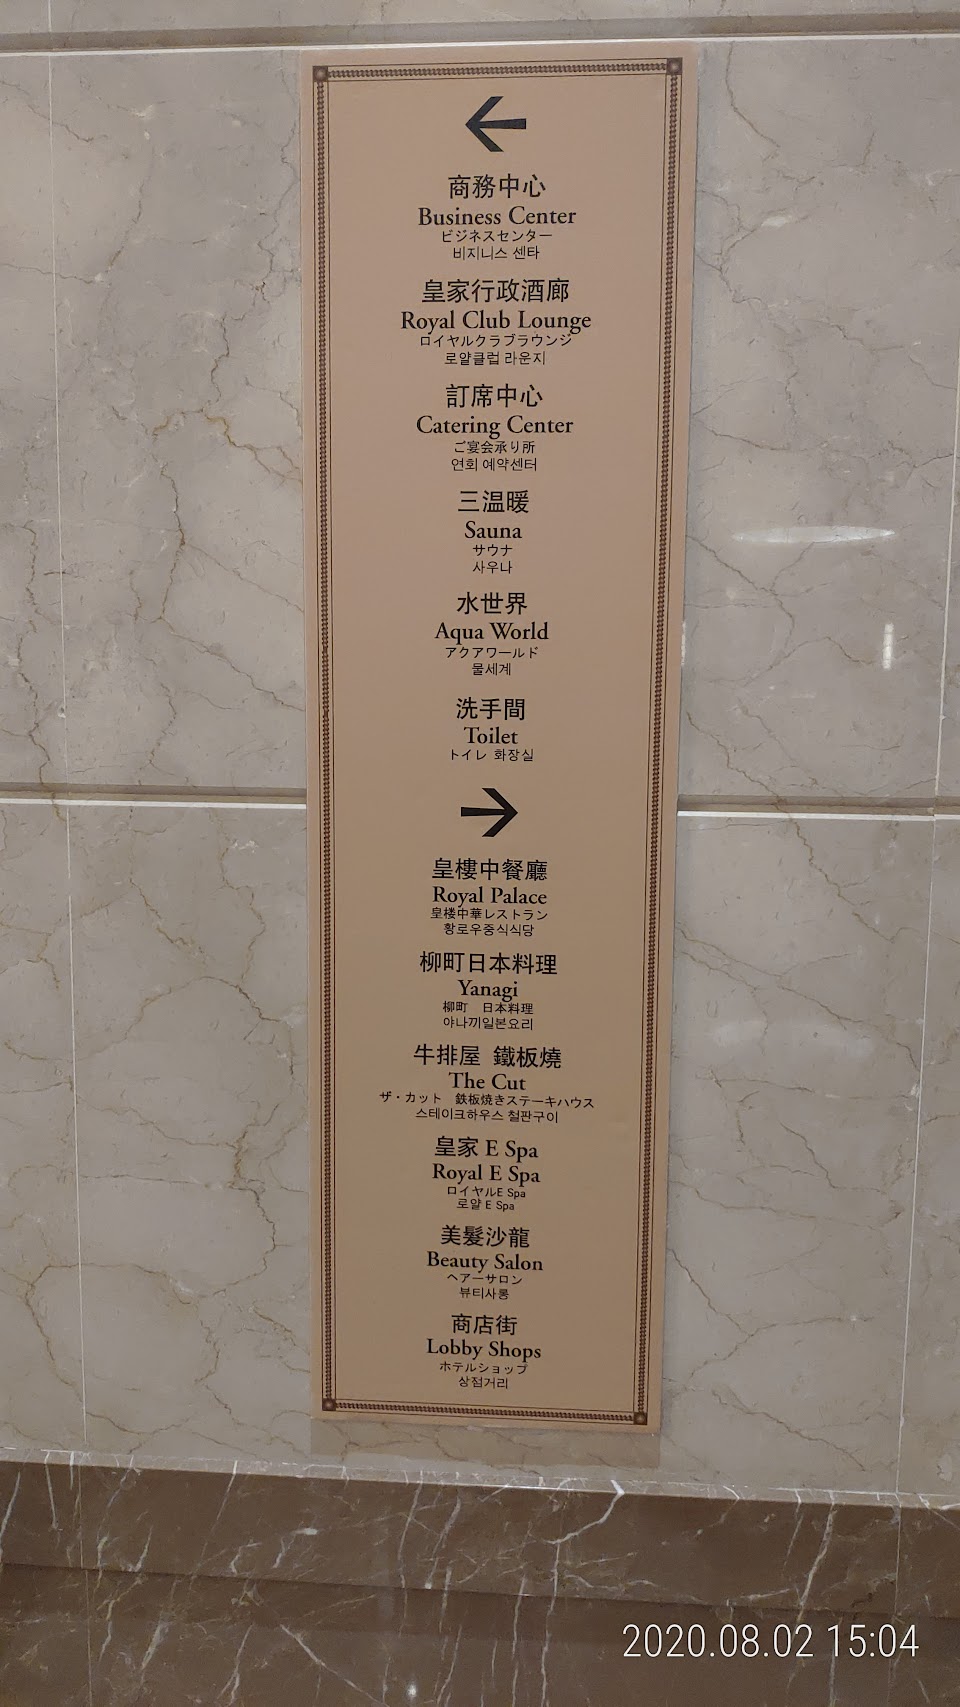 ←
商務中心
Business Center
ビジネスセンター
비지니스 센타
皇家行政酒廊
Royal Club Lounge
ロイヤルクラブラウンジ
로얄클럽 라운지
訂席中心
Catering Center
ご宴会承り所
연회 예약센터
三温暖
Sauna
サウナ
사우나
水世界
Aqua World
アクアワールド
물세계
洗手間
Toilet
トイレ 화장실
→
皇樓中餐廳
Royal Palace
皇楼中華レストラン
황로우중식식당
柳町日本料理
Yanagi
柳町 日本料理
야나끼일본요리
牛排屋 鐵板燒
The Cut
ザ・カット 鉄板焼きステーキハウス
스테이크하우스 철판구이
皇家 E Spa
Royal E Spa
ロイヤルE Spa
로얄 E Spa
美髮沙龍
Beauty Salon
ヘアーサロン
뷰티사롱
商店街
Lobby Shops
ホテルショップ
상점거리
2020.08.02 15:04